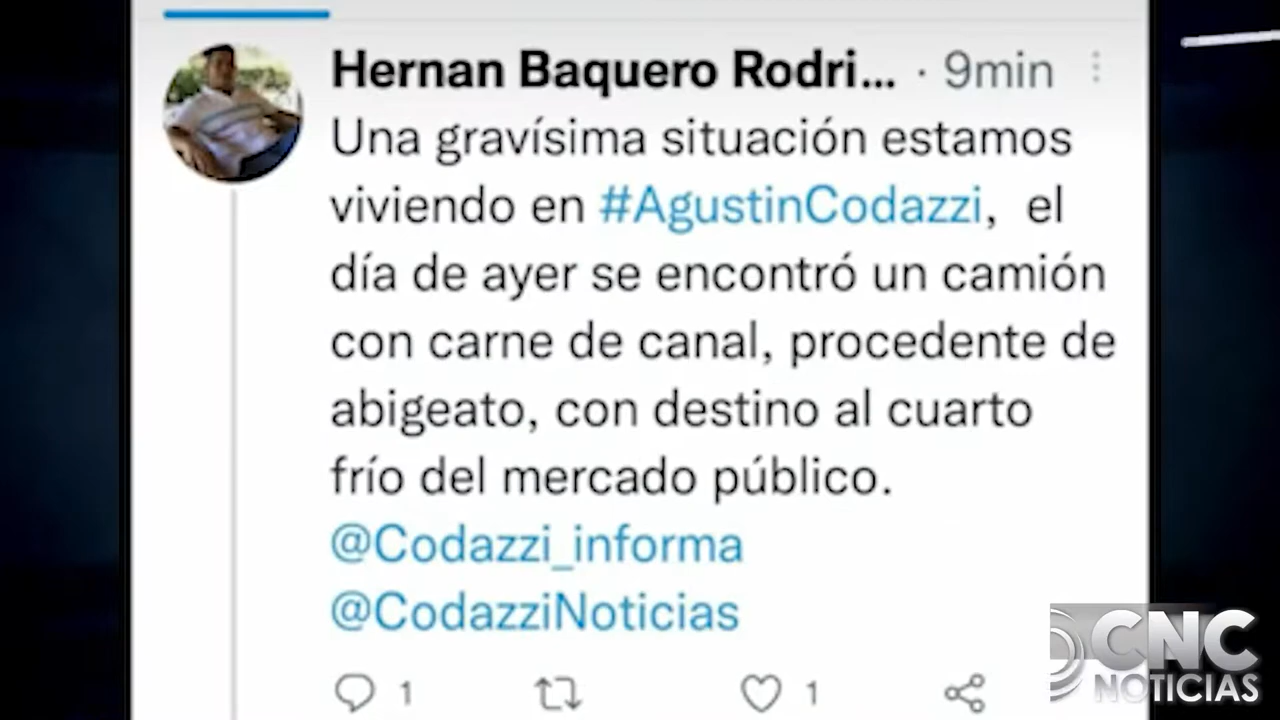 Hernan Baquero Rodri... · 9min
Una gravísima situación estamos
viviendo en #AgustinCodazzi, el
día de ayer se encontró un camión
con carne de canal, procedente de
abigeato, con destino al cuarto
frío del mercado público.
@Codazzi_informa
@CodazziNoticias
1 1
CNC
NOTICIAS